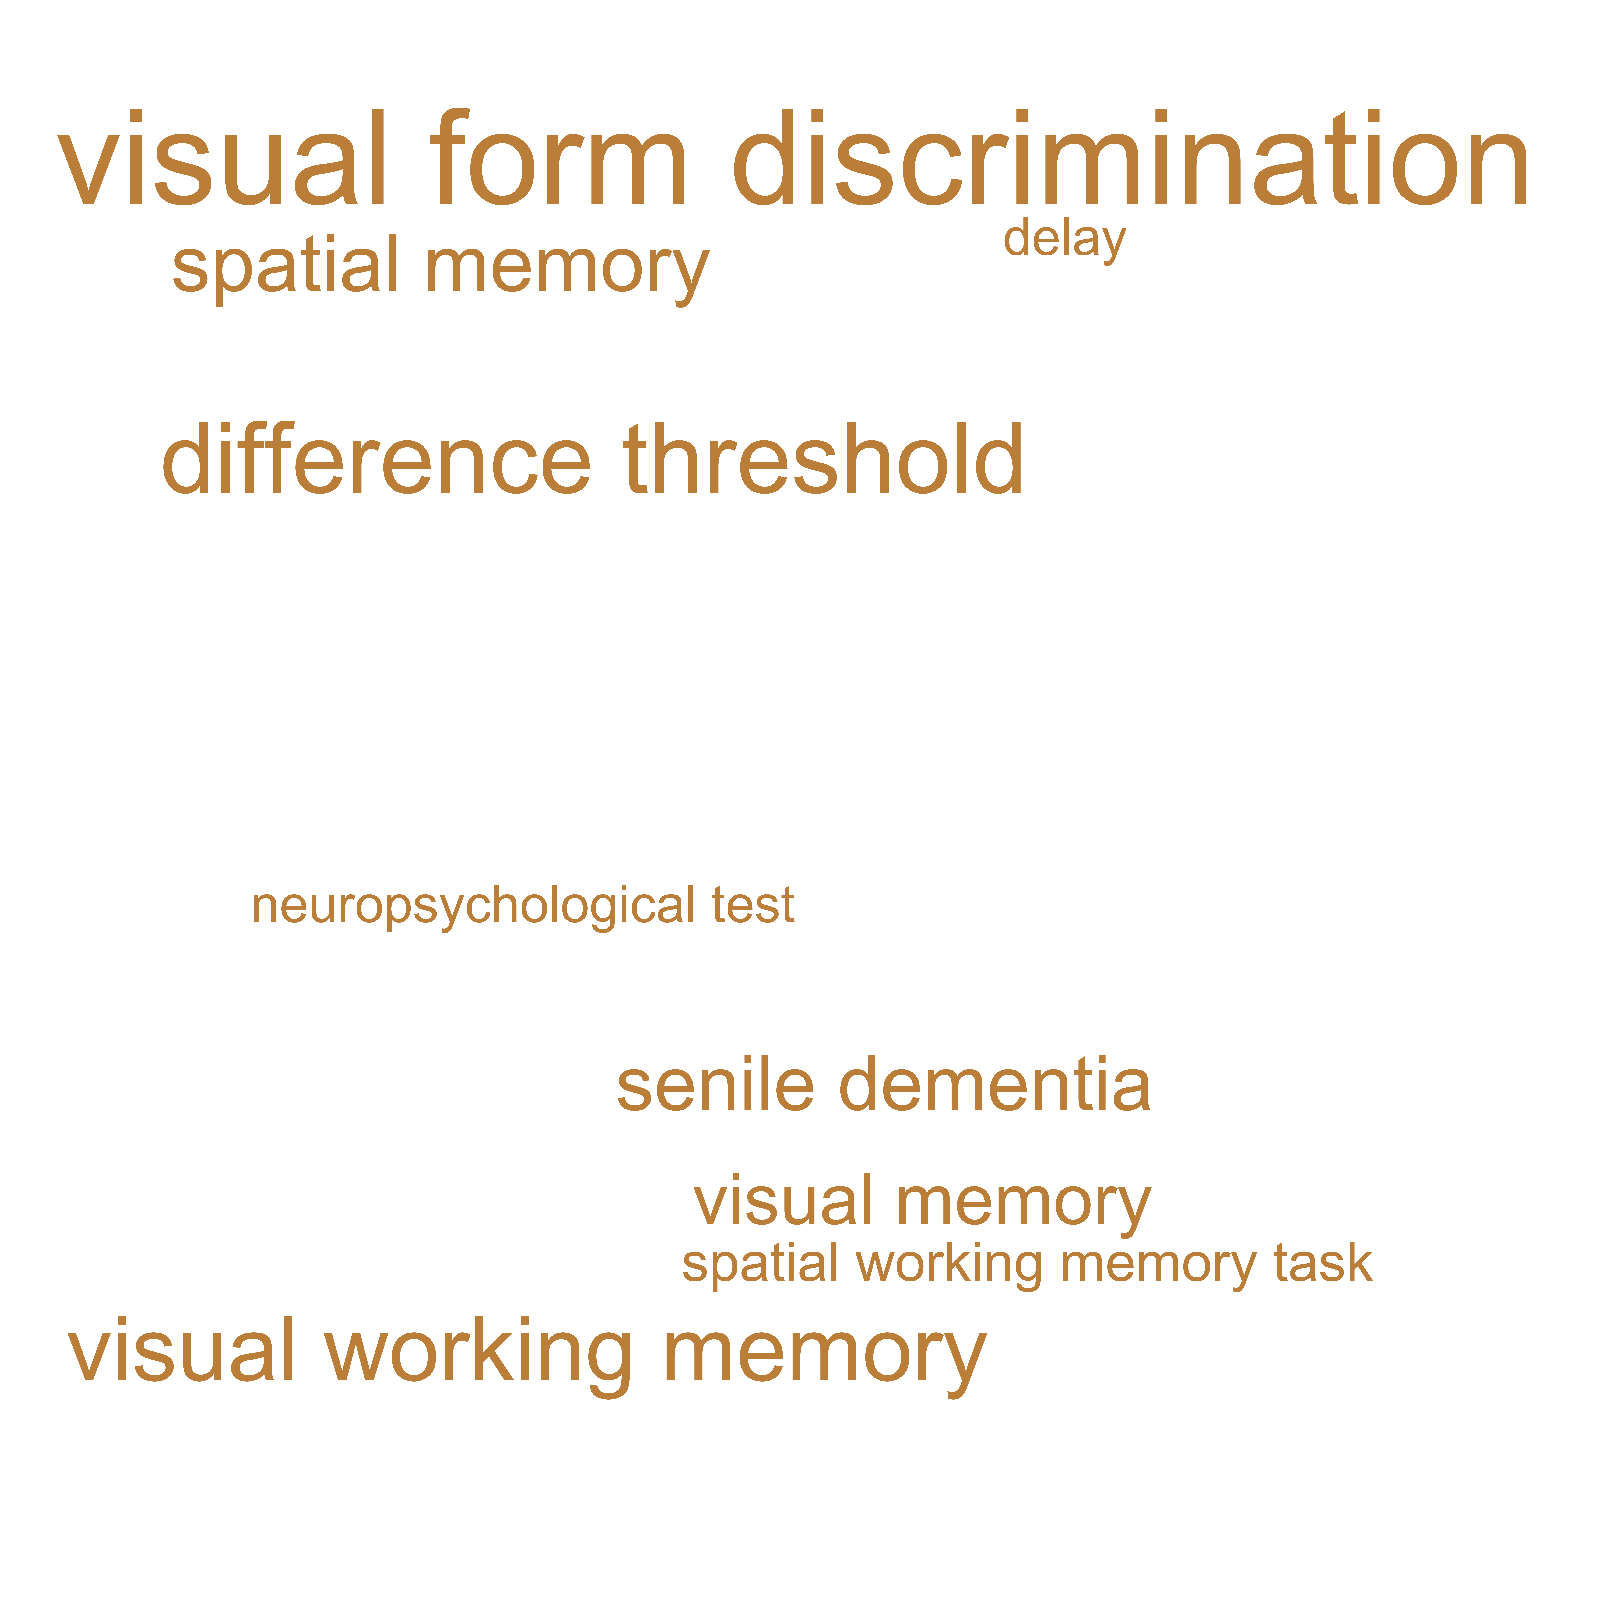 visual form discrimination
delay
spatial memory
difference threshold
neuropsychological test
senile dementia
visual memory
spatial working memory task
visual working memory